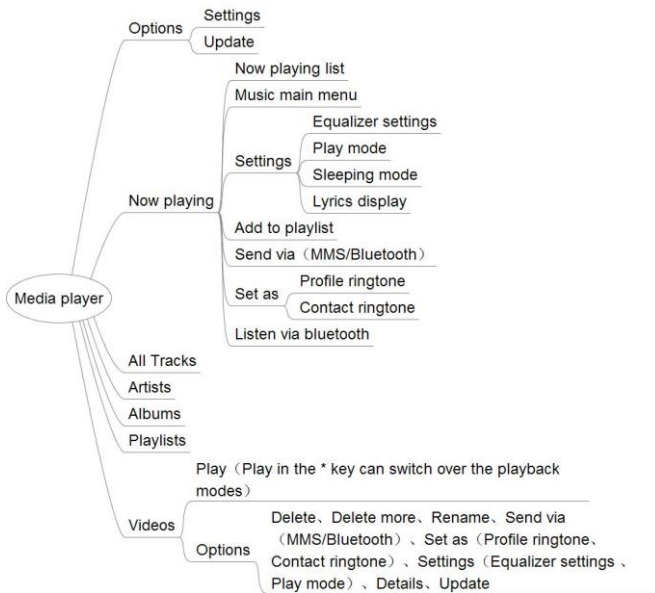 Options
Settings
Update
Now playing
Now playing list
Music main menu
Settings
Equalizer settings
Play mode
Sleeping mode
Lyrics display
Add to playlist
Send via（MMS/Bluetooth）
Set as
Profile ringtone
Contact ringtone
Listen via bluetooth
Media player
All Tracks
Artists
Albums
Playlists
Videos
Play（Play in the * key can switch over the playback
modes）
Options
Delete、Delete more、Rename、Send via
（MMS/Bluetooth）、Set as（Profile ringtone、
Contact ringtone）、Settings（Equalizer settings 、
Play mode）、Details、Update